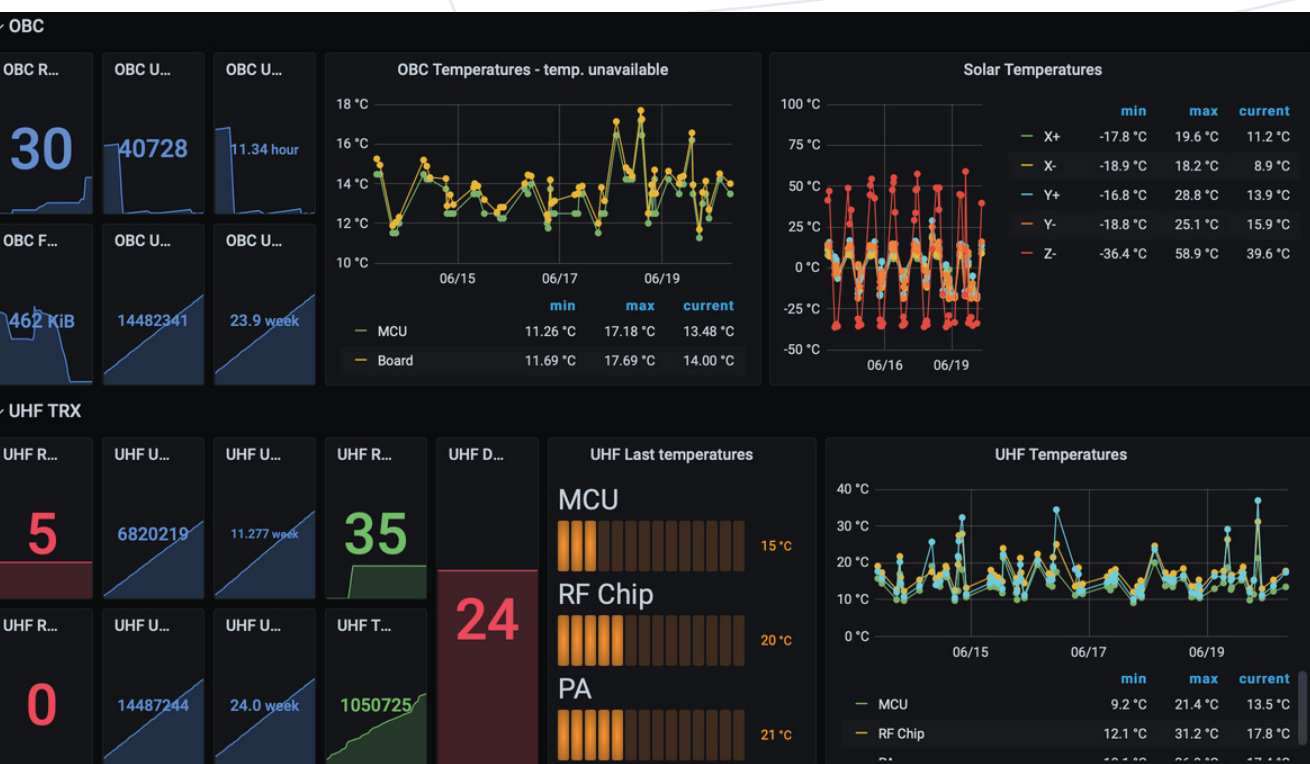 OBC
OBC R...
30
OBC U...
40728
OBC U...
11.34 hour
OBC F...
462 KiB
OBC U...
14482341
OBC U...
23.9 week
OBC Temperatures - temp. unavailable
18 °C
16 °C
14 °C
12 °C
10 °C
06/15 06/17 06/19
min max current
MCU 11.26 °C 17.18 °C 13.48 °C
Board 11.69 °C 17.69 °C 14.00 °C
Solar Temperatures
100 °C
75 °C
50 °C
25 °C
0 °C
-25 °C
-50 °C
06/16 06/19
min max current
X+ -17.8 °C 19.6 °C 11.2 °C
X- -18.9 °C 18.2 °C 8.9 °C
Y+ -16.8 °C 28.8 °C 13.9 °C
Y- -18.8 °C 25.1 °C 15.9 °C
Z- -36.4 °C 58.9 °C 39.6 °C
UHF TRX
UHF R...
5
UHF U...
6820219
UHF U...
11.277 week
UHF R...
35
UHF D...
24
UHF R...
0
UHF U...
14487244
UHF U...
24.0 week
UHF T...
1050725
UHF Last temperatures
MCU
15 °C
RF Chip
20 °C
PA
21 °C
UHF Temperatures
40 °C
30 °C
20 °C
10 °C
0 °C
06/15 06/17 06/19
min max current
MCU 9.2 °C 21.4 °C 13.5 °C
RF Chip 12.1 °C 31.2 °C 17.8 °C